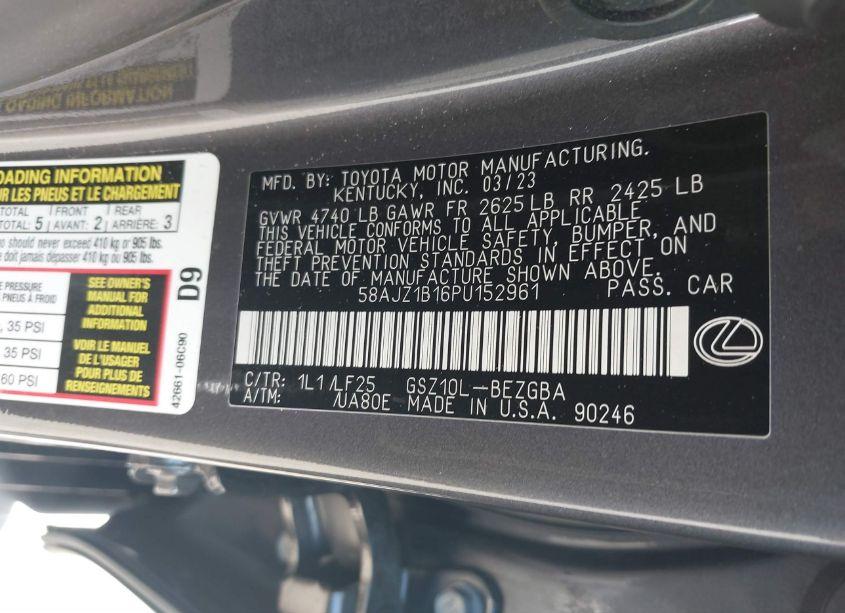 LOADING INFORMATION
UR LES PNEUS ET LE CHARGEMENT
TOTAL FRONT REAR
TOTAL: 5 AVANT: 2 ARRIÈRE: 3
should never exceed 410 kg or 905 lbs.
doit jamais dépasser 410 kg ou 905 lb.
PRESSURE
PNEUS À FROID
35 PSI
35 PSI
60 PSI
SEE OWNER'S
MANUAL FOR
ADDITIONAL
INFORMATION
VOIR LE MANUEL
DE L'USAGER
POUR PLUS DE
RENSEIGNEMENTS
D9
42661-06C90
MFD. BY: TOYOTA MOTOR MANUFACTURING.
KENTUCKY, INC. 03/23
GVWR 4740 LB GAWR FR 2625 LB RR 2425 LB
THIS VEHICLE CONFORMS TO ALL APPLICABLE
FEDERAL MOTOR VEHICLE SAFETY, BUMPER, AND
THEFT PREVENTION STANDARDS IN EFFECT ON
THE DATE OF MANUFACTURE SHOWN ABOVE.
58AJZ1B16PU152961 PASS. CAR
C/TR: 1L1/LF25 GSZ10L-BEZGBA
A/TM: /UA80E MADE IN U.S.A. 90246